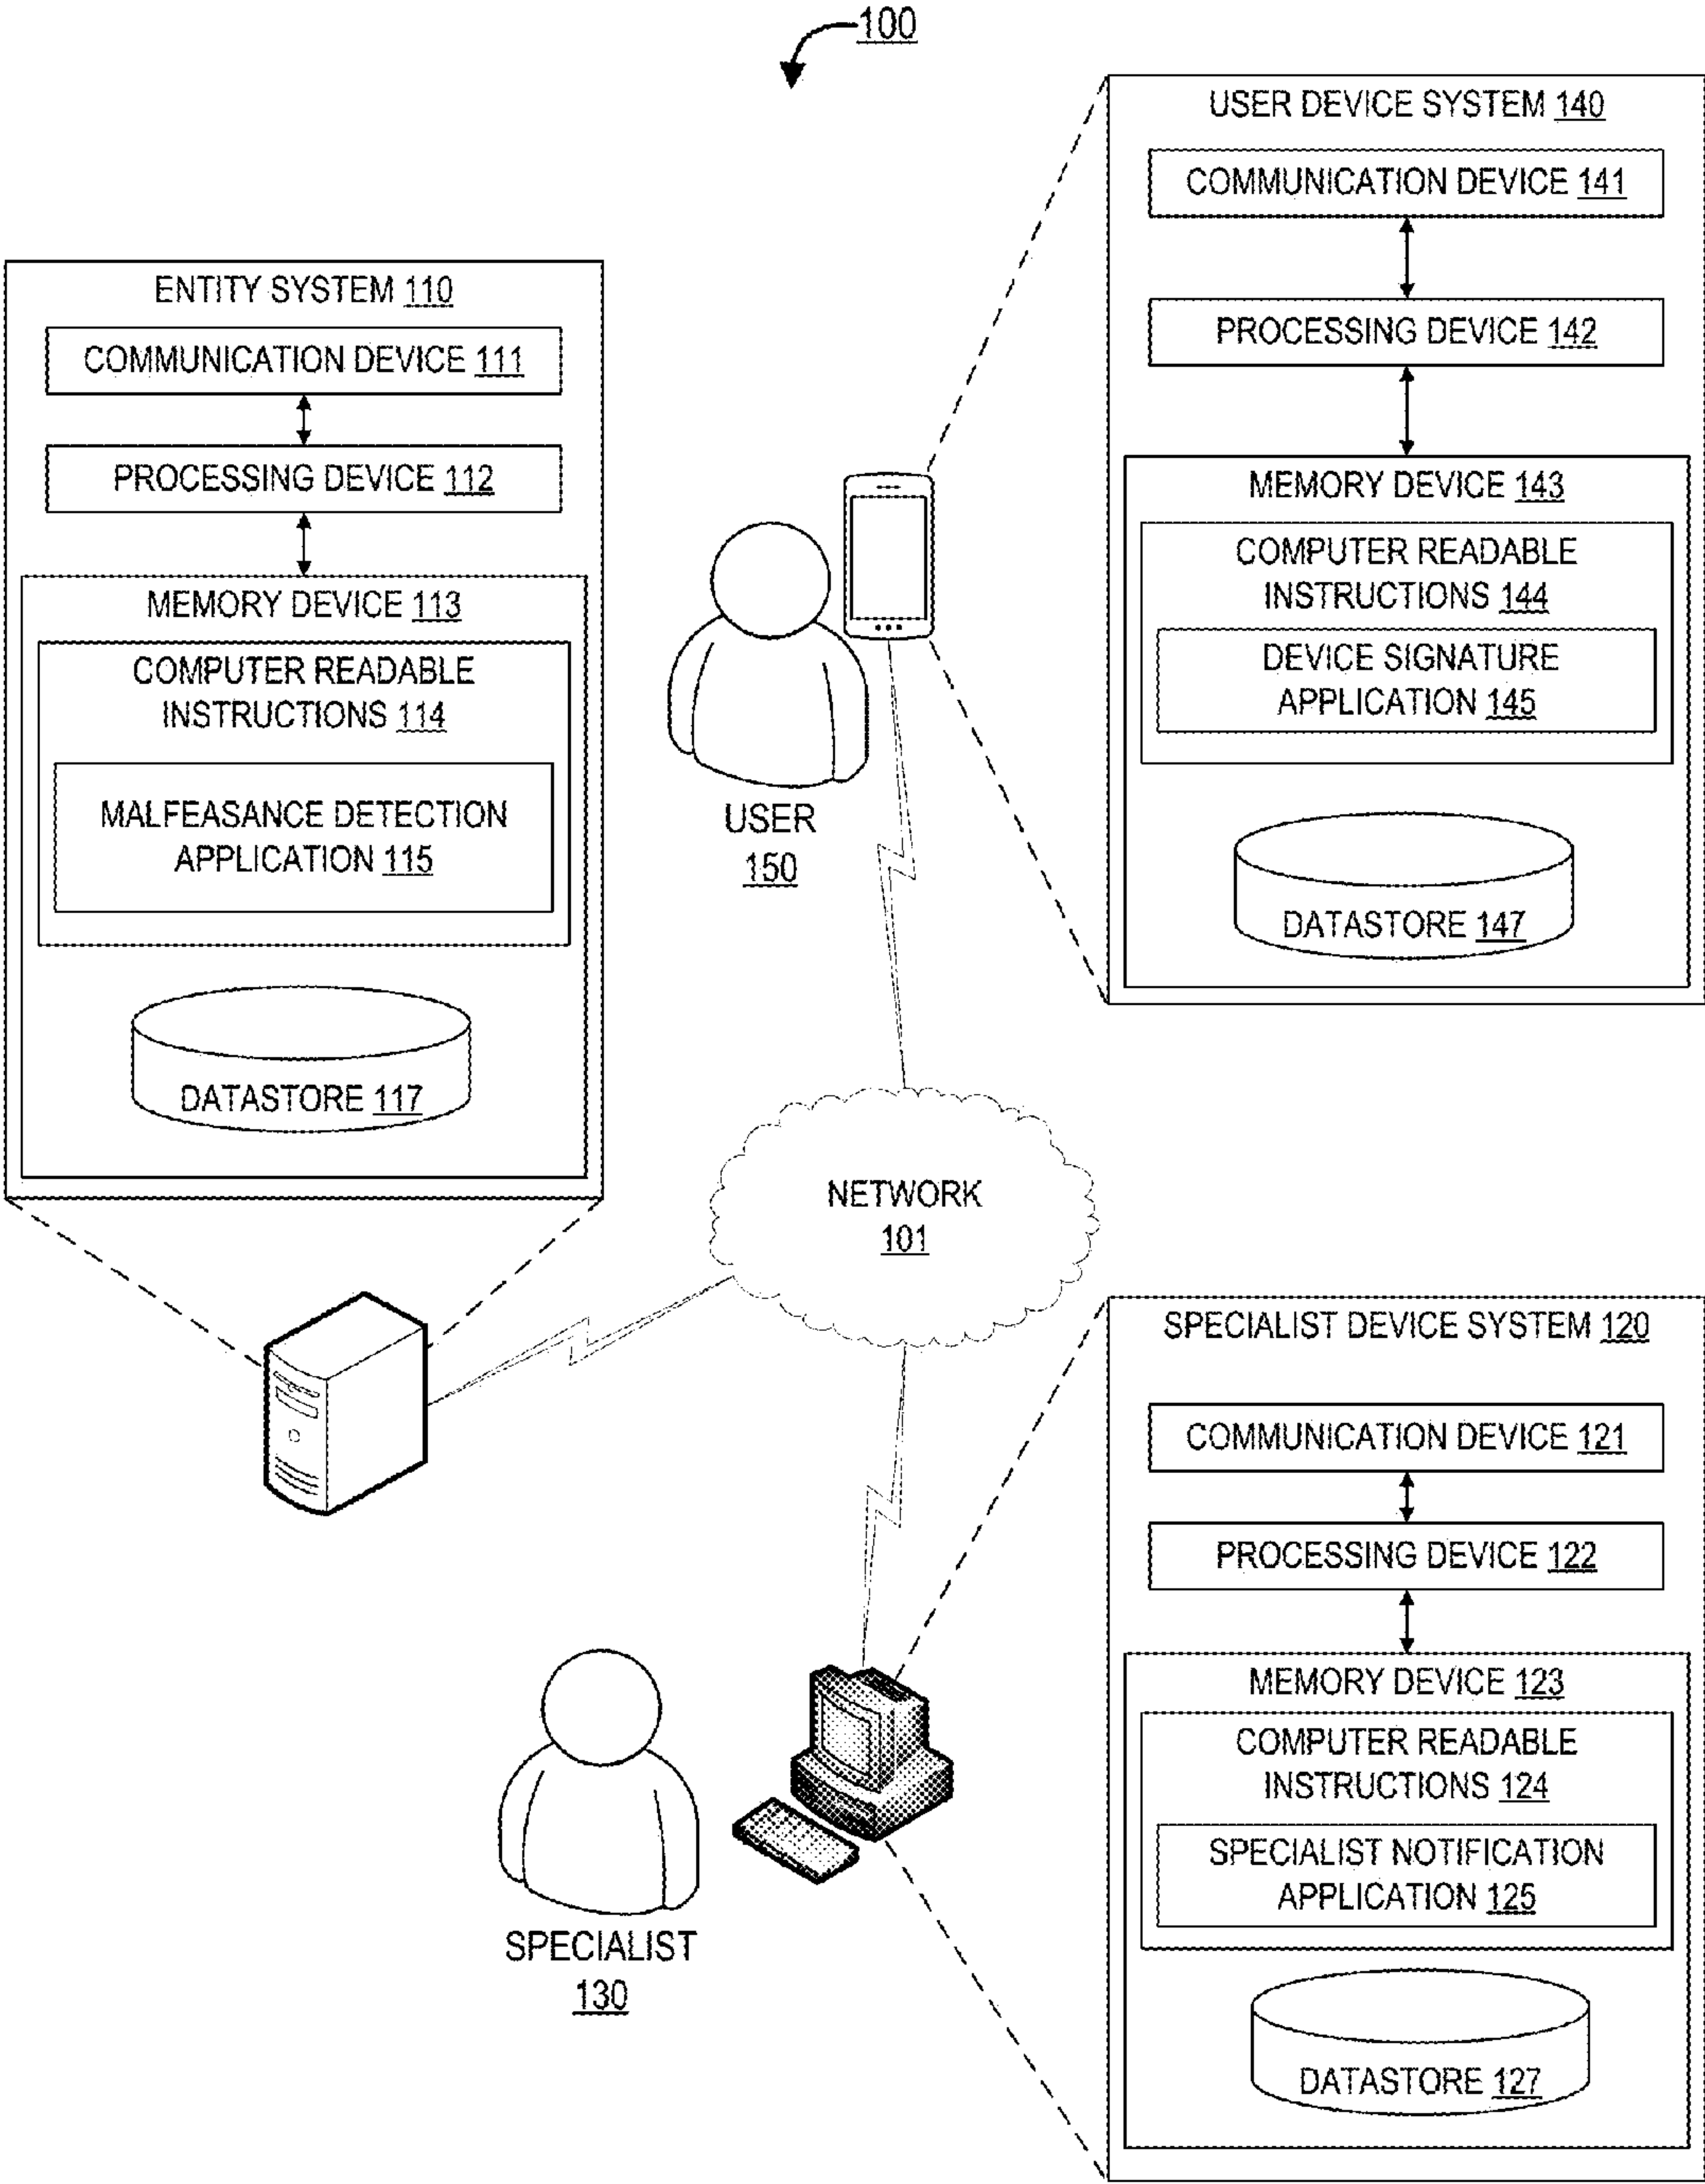 100
USER DEVICE SYSTEM 140
COMMUNICATION DEVICE 141
PROCESSING DEVICE 142
MEMORY DEVICE 143
COMPUTER READABLE
INSTRUCTIONS 144
DEVICE SIGNATURE
APPLICATION 145
DATASTORE 147
ENTITY SYSTEM 110
COMMUNICATION DEVICE 111
PROCESSING DEVICE 112
MEMORY DEVICE 113
COMPUTER READABLE
INSTRUCTIONS 114
MALFEASANCE DETECTION
APPLICATION 115
DATASTORE 117
USER
150
NETWORK
101
SPECIALIST DEVICE SYSTEM 120
COMMUNICATION DEVICE 121
PROCESSING DEVICE 122
MEMORY DEVICE 123
COMPUTER READABLE
INSTRUCTIONS 124
SPECIALIST NOTIFICATION
APPLICATION 125
DATASTORE 127
SPECIALIST
130